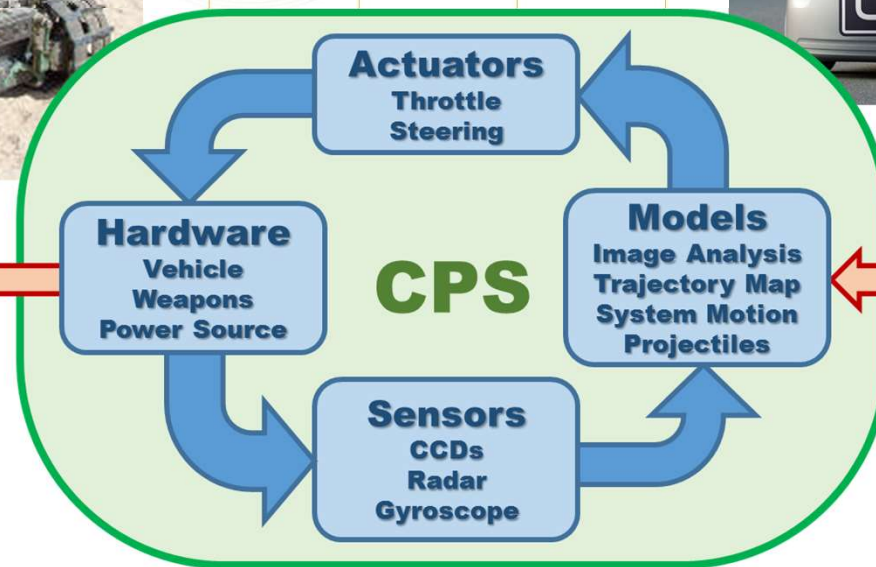 Actuators
Throttle
Steering
Hardware
Vehicle
Weapons
Power Source
CPS
Models
Image Analysis
Trajectory Map
System Motion
Projectiles
Sensors
CCDs
Radar
Gyroscope